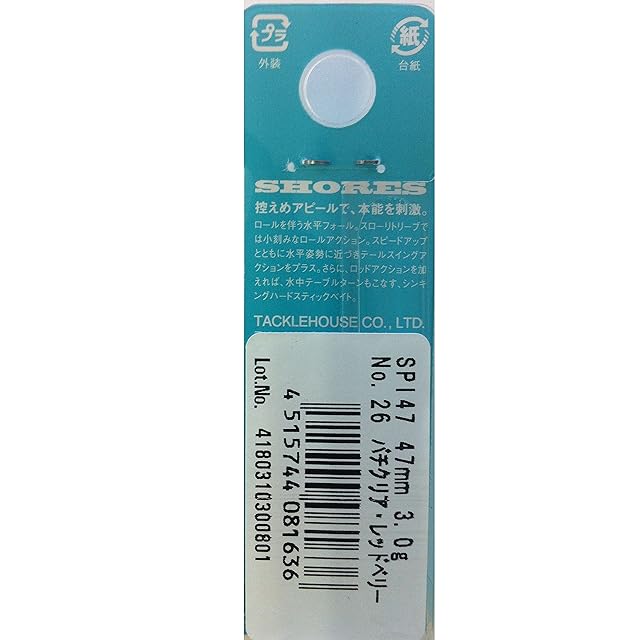 プラ
外装
紙
台紙
SHORES
控えめアピールで、本能を刺激。
ロールを伴う水平フォール。スローリトリーブで
は小刻みなロールアクション。スピードアップ
とともに水平姿勢に近づきテールスイングア
クションをプラス。さらに、ロッドアクションを加
えれば、水中テーブルターンもこなす、シンキ
ングハードスティックベイト。
TACKLEHOUSE CO., LTD.
SPI47 47mm 3.0g
No. 26 バチクリア・レッドベリー
4 515744 081636
Lot.No. 4180310300801